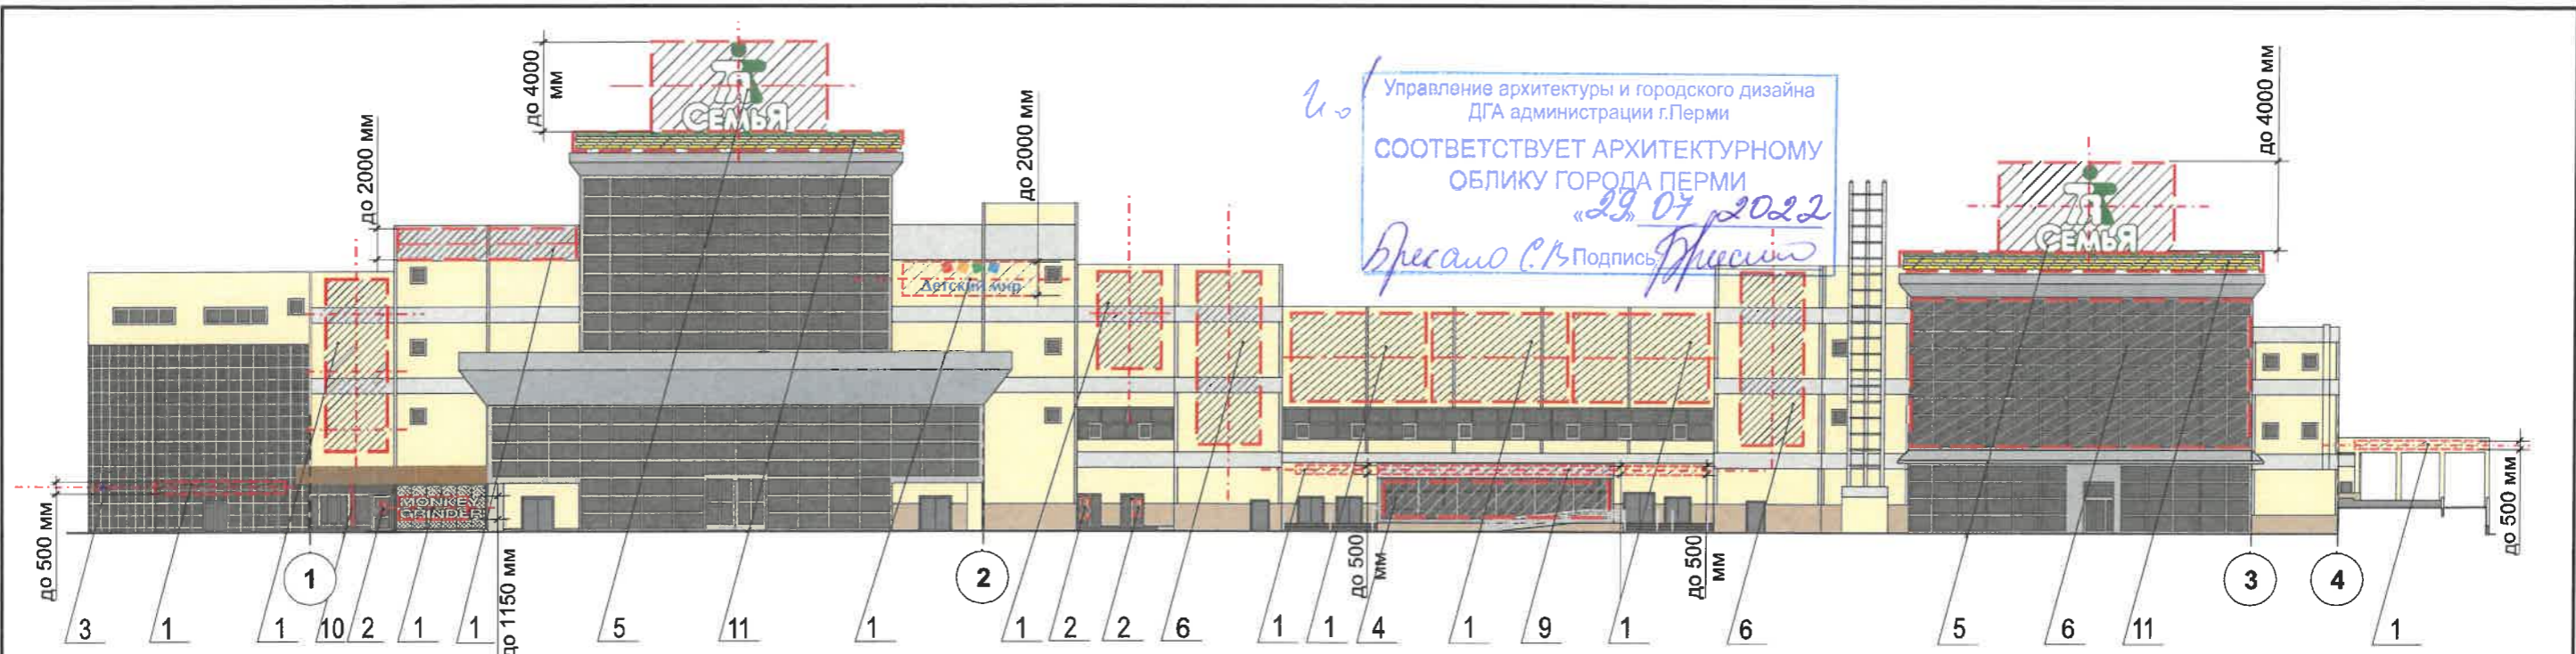 до 4000
мм
СЕМЬЯ
до 2000 мм
до 2000 мм
Управление архитектуры и городского дизайна
ДГА администрации г.Перми
СООТВЕТСТВУЕТ АРХИТЕКТУРНОМУ
ОБЛИКУ ГОРОДА ПЕРМИ
«29» 07 2022
Подпись
до 4000 мм
СЕМЬЯ
Детский мир
MONKEY
GRINDER
до 500 мм
до 1150 мм
до 500
мм
до 500
мм
до 500 мм
1
2
3
4
3
1
1
10
2
1
1
5
11
1
1
2
2
6
1
1
4
1
9
1
6
5
6
11
1